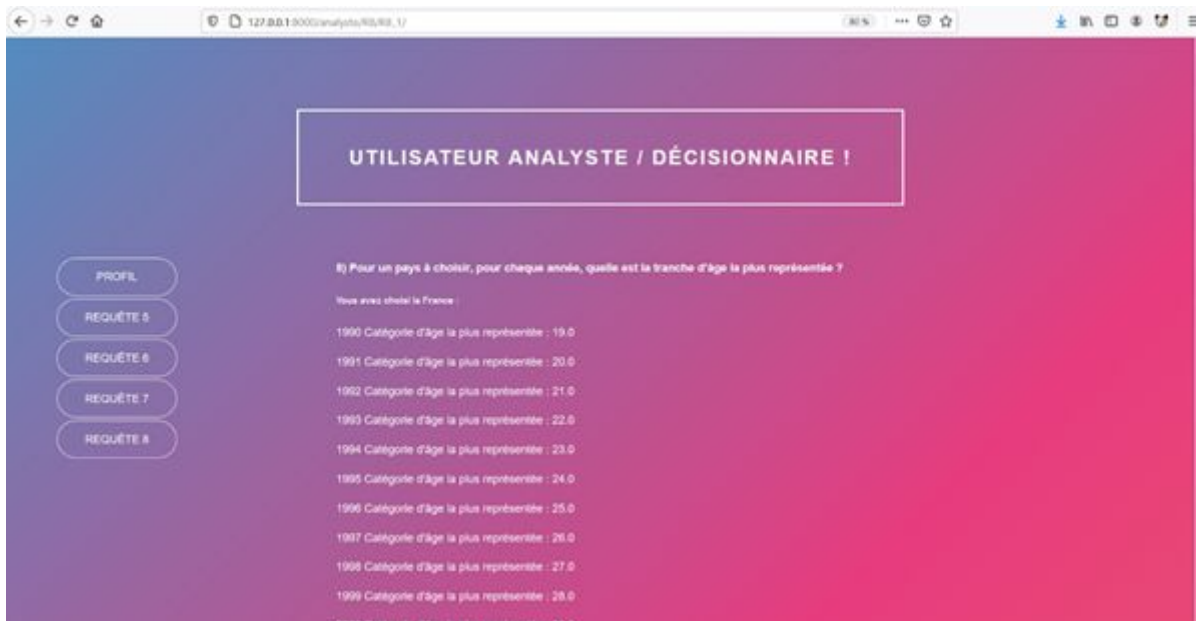 127.0.0.1:8000/analyste/R8/R8_1/
80 %
UTILISATEUR ANALYSTE / DÉCISIONNAIRE !
PROFIL
REQUÊTE 5
REQUÊTE 6
REQUÊTE 7
REQUÊTE 8
8) Pour un pays à choisir, pour chaque année, quelle est la tranche d'âge la plus représentée ?
Vous avez choisi la France :
1990 Catégorie d'âge la plus représentée : 19.0
1991 Catégorie d'âge la plus représentée : 20.0
1992 Catégorie d'âge la plus représentée : 21.0
1993 Catégorie d'âge la plus représentée : 22.0
1994 Catégorie d'âge la plus représentée : 23.0
1995 Catégorie d'âge la plus représentée : 24.0
1996 Catégorie d'âge la plus représentée : 25.0
1997 Catégorie d'âge la plus représentée : 26.0
1998 Catégorie d'âge la plus représentée : 27.0
1999 Catégorie d'âge la plus représentée : 28.0